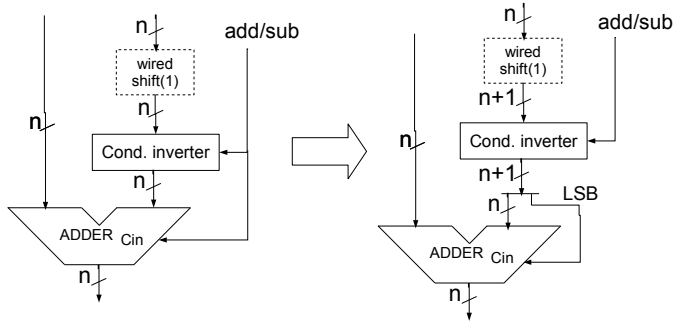 n
add/sub
wired
shift(1)
n
n
Cond. inverter
n
ADDER Cin
n
n
add/sub
wired
shift(1)
n+1
n
Cond. inverter
n+1
LSB
n
ADDER Cin
n